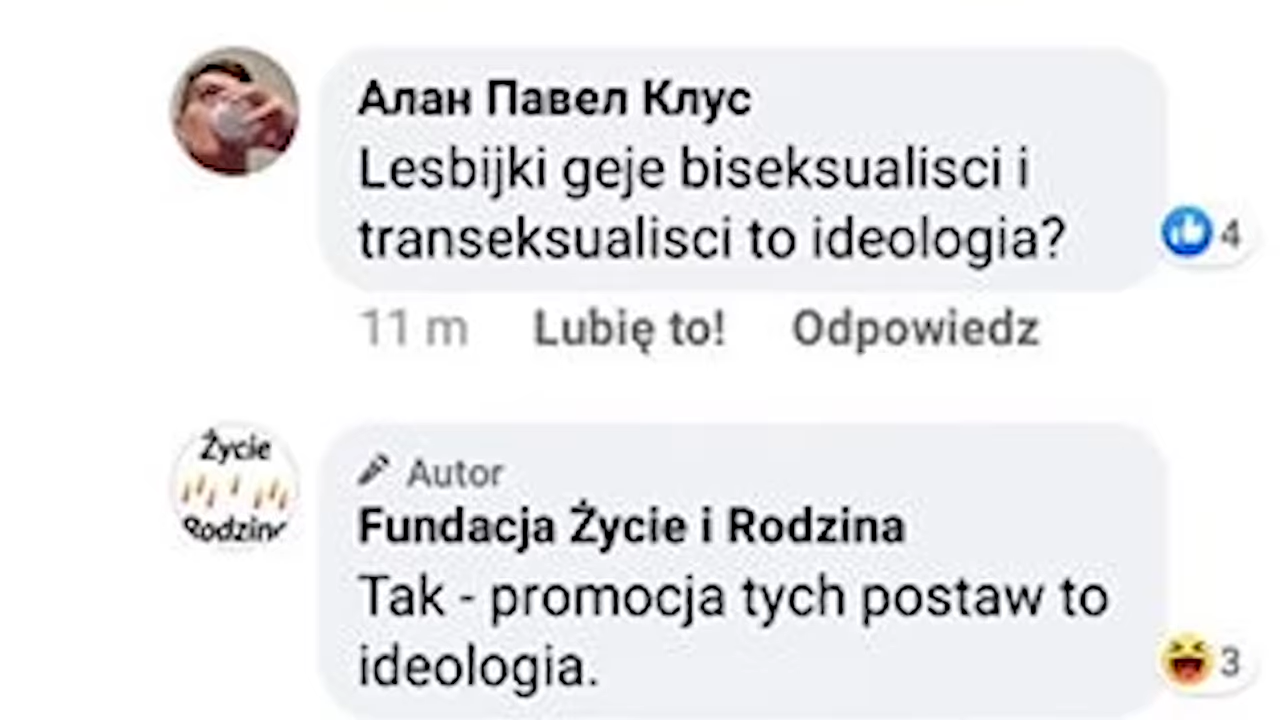 Алан Павел Клус
Lesbijki geje biseksualisci i
transeksualisci to ideologia?
4
11 m Lubię to! Odpowiedz
Życie
Rodzin
Autor
Fundacja Życie i Rodzina
Tak - promocja tych postaw to
ideologia.
3